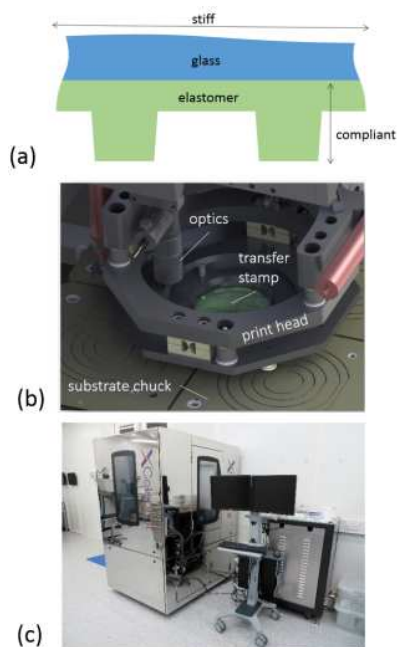 stiff
glass
elastomer
compliant
(a)
optics
transfer
stamp
print head
substrate chuck
(b)
(c)